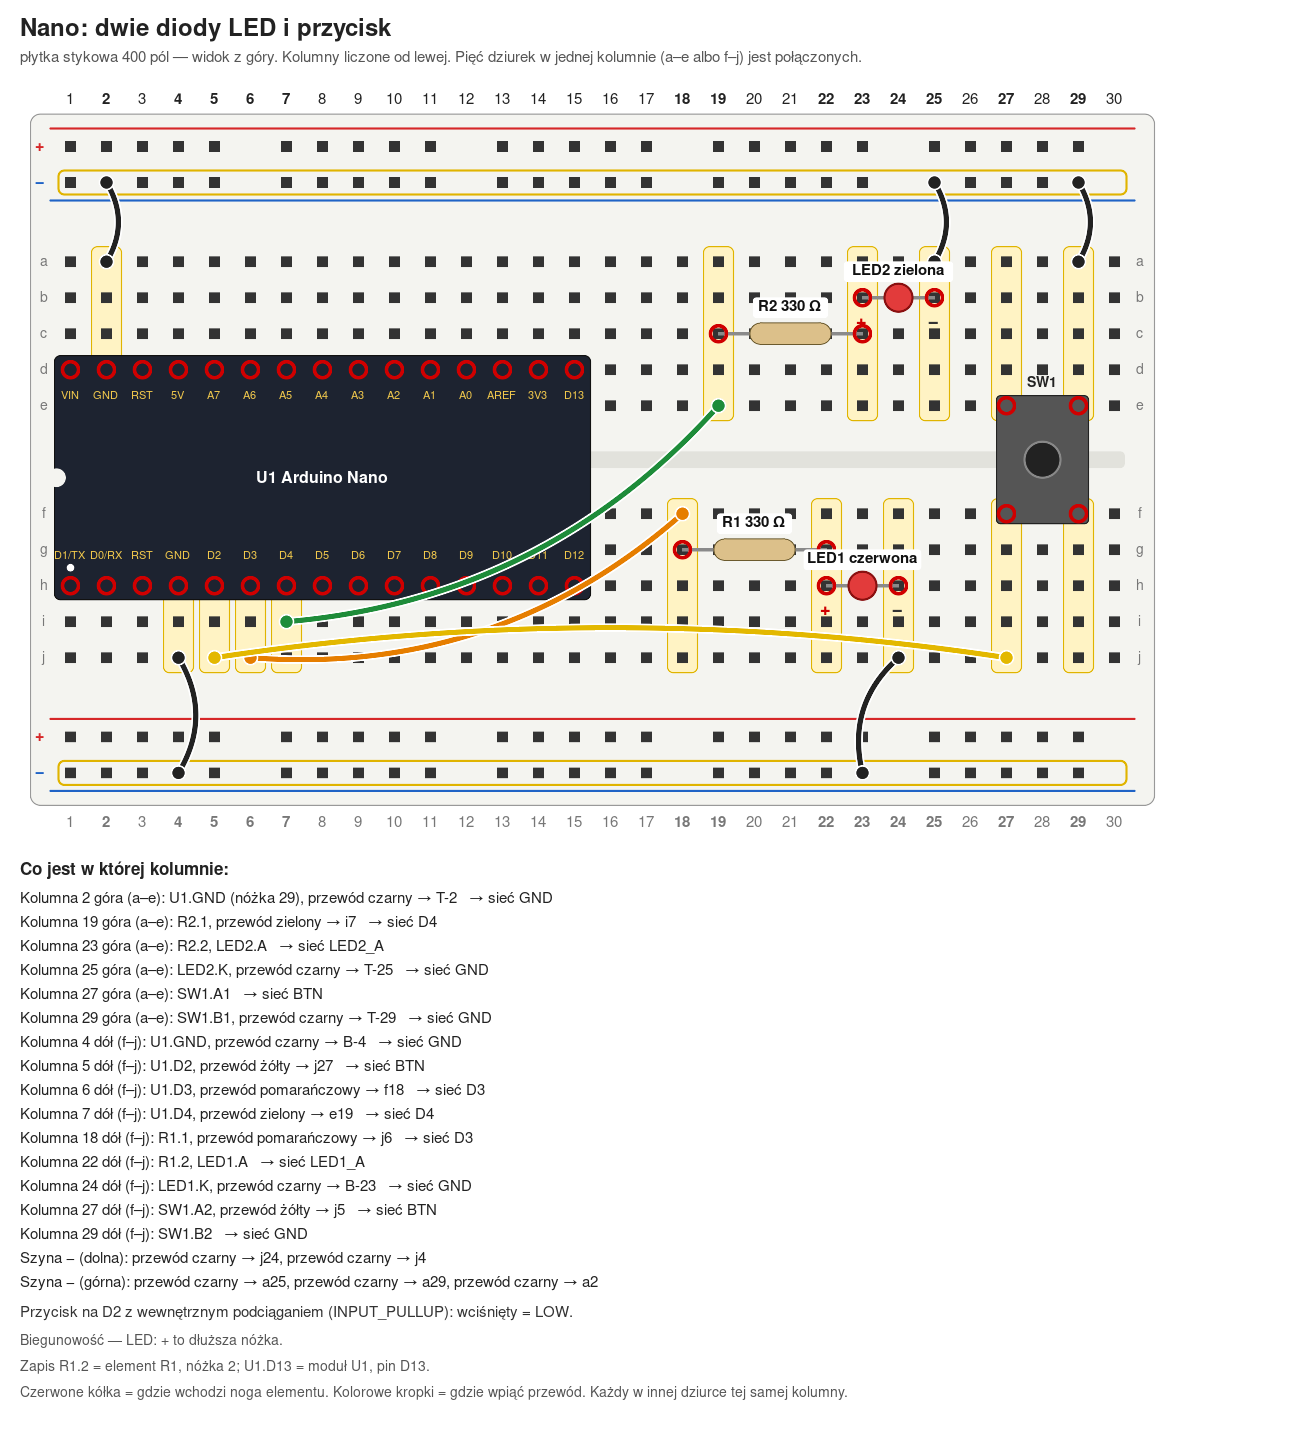 Nano: dwie diody LED i przycisk
płytka stykowa 400 pól — widok z góry. Kolumny liczone od lewej. Pięć dziurek w jednej kolumnie (a–e albo f–j) jest połączonych.
1 2 3 4 5 6 7 8 9 10 11 12 13 14 15 16 17 18 19 20 21 22 23 24 25 26 27 28 29 30
+
–
a a
LED2 zielona
b b
R2 330 Ω
+ –
c c
d d
SW1
VIN GND RST 5V A7 A6 A5 A4 A3 A2 A1 A0 AREF 3V3 D13
e e
U1 Arduino Nano
f f
R1 330 Ω
g g
D1/TX D0/RX RST GND D2 D3 D4 D5 D6 D7 D8 D9 D10 D11 D12
LED1 czerwona
h h
+ –
i i
j j
+
–
1 2 3 4 5 6 7 8 9 10 11 12 13 14 15 16 17 18 19 20 21 22 23 24 25 26 27 28 29 30
Co jest w której kolumnie:
Kolumna 2 góra (a–e): U1.GND (nóżka 29), przewód czarny → T-2 → sieć GND
Kolumna 19 góra (a–e): R2.1, przewód zielony → i7 → sieć D4
Kolumna 23 góra (a–e): R2.2, LED2.A → sieć LED2_A
Kolumna 25 góra (a–e): LED2.K, przewód czarny → T-25 → sieć GND
Kolumna 27 góra (a–e): SW1.A1 → sieć BTN
Kolumna 29 góra (a–e): SW1.B1, przewód czarny → T-29 → sieć GND
Kolumna 4 dół (f–j): U1.GND, przewód czarny → B-4 → sieć GND
Kolumna 5 dół (f–j): U1.D2, przewód żółty → j27 → sieć BTN
Kolumna 6 dół (f–j): U1.D3, przewód pomarańczowy → f18 → sieć D3
Kolumna 7 dół (f–j): U1.D4, przewód zielony → e19 → sieć D4
Kolumna 18 dół (f–j): R1.1, przewód pomarańczowy → j6 → sieć D3
Kolumna 22 dół (f–j): R1.2, LED1.A → sieć LED1_A
Kolumna 24 dół (f–j): LED1.K, przewód czarny → B-23 → sieć GND
Kolumna 27 dół (f–j): SW1.A2, przewód żółty → j5 → sieć BTN
Kolumna 29 dół (f–j): SW1.B2 → sieć GND
Szyna – (dolna): przewód czarny → j24, przewód czarny → j4
Szyna – (górna): przewód czarny → a25, przewód czarny → a29, przewód czarny → a2
Przycisk na D2 z wewnętrznym podciąganiem (INPUT_PULLUP): wciśnięty = LOW.
Biegunowość — LED: + to dłuższa nóżka.
Zapis R1.2 = element R1, nóżka 2; U1.D13 = moduł U1, pin D13.
Czerwone kółka = gdzie wchodzi noga elementu. Kolorowe kropki = gdzie wpiąć przewód. Każdy w innej dziurce tej samej kolumny.